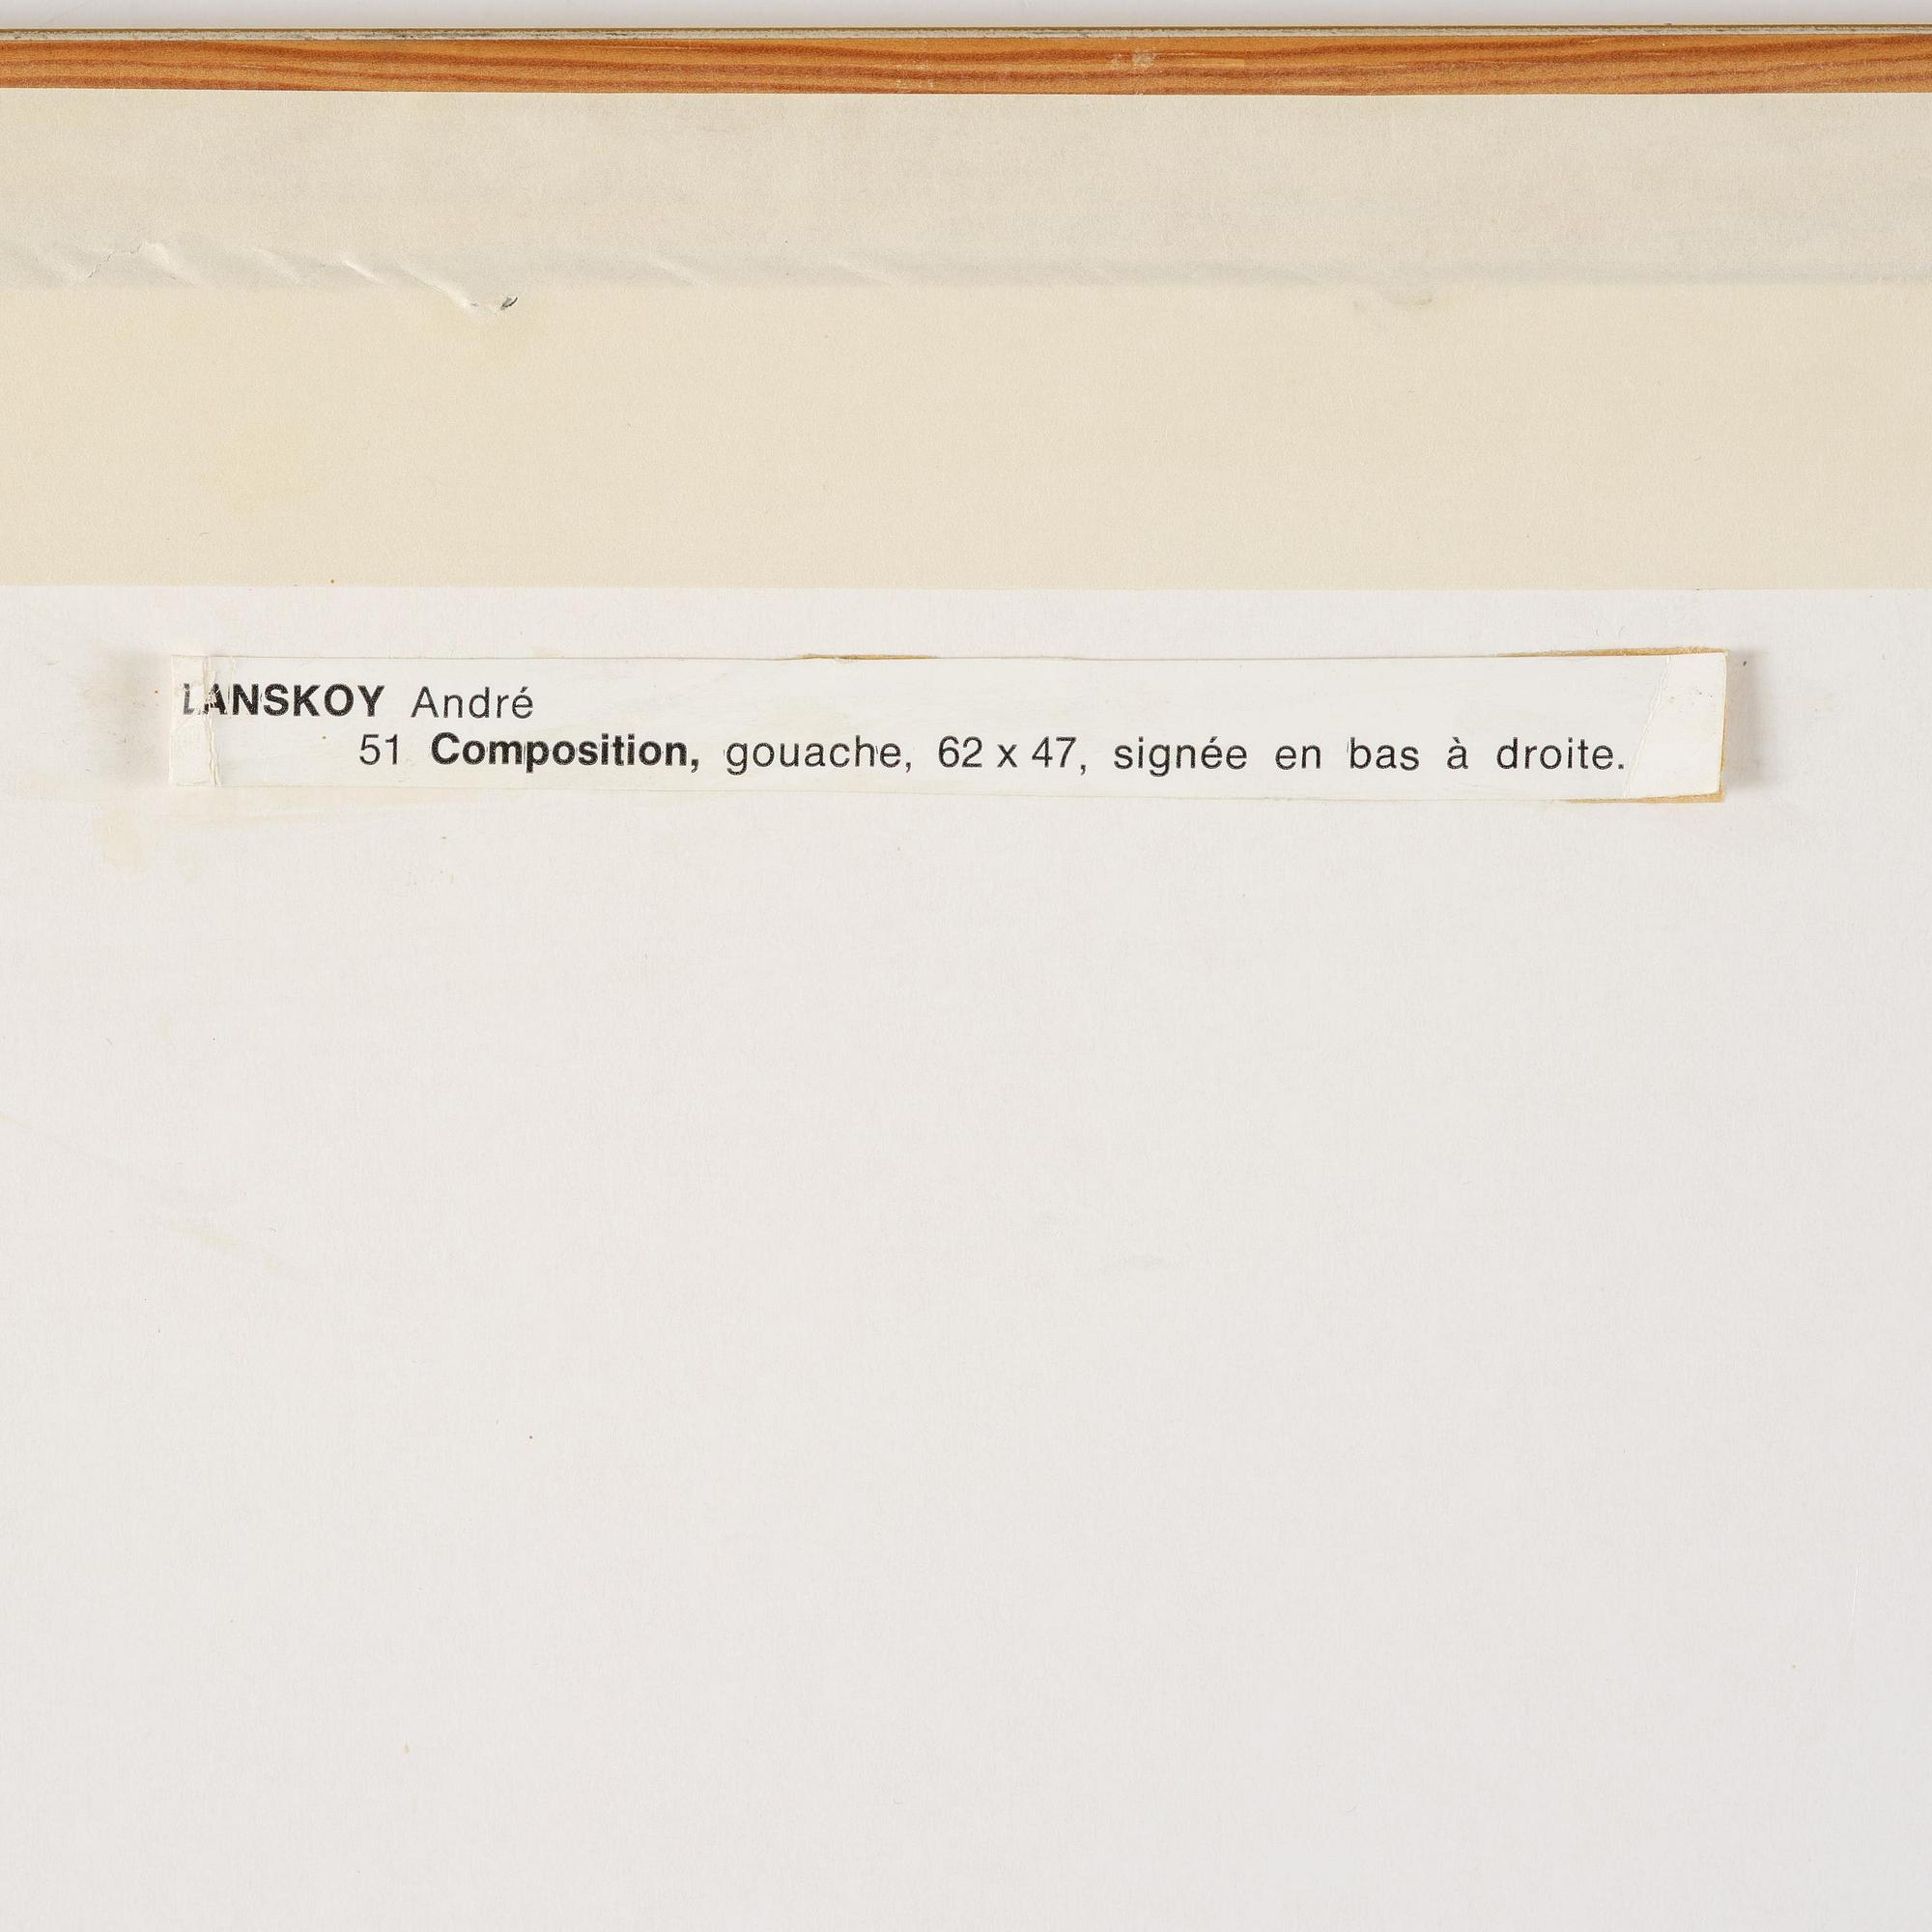 LANSKOY André
51 Composition, gouache, 62 x 47, signée en bas à droite.